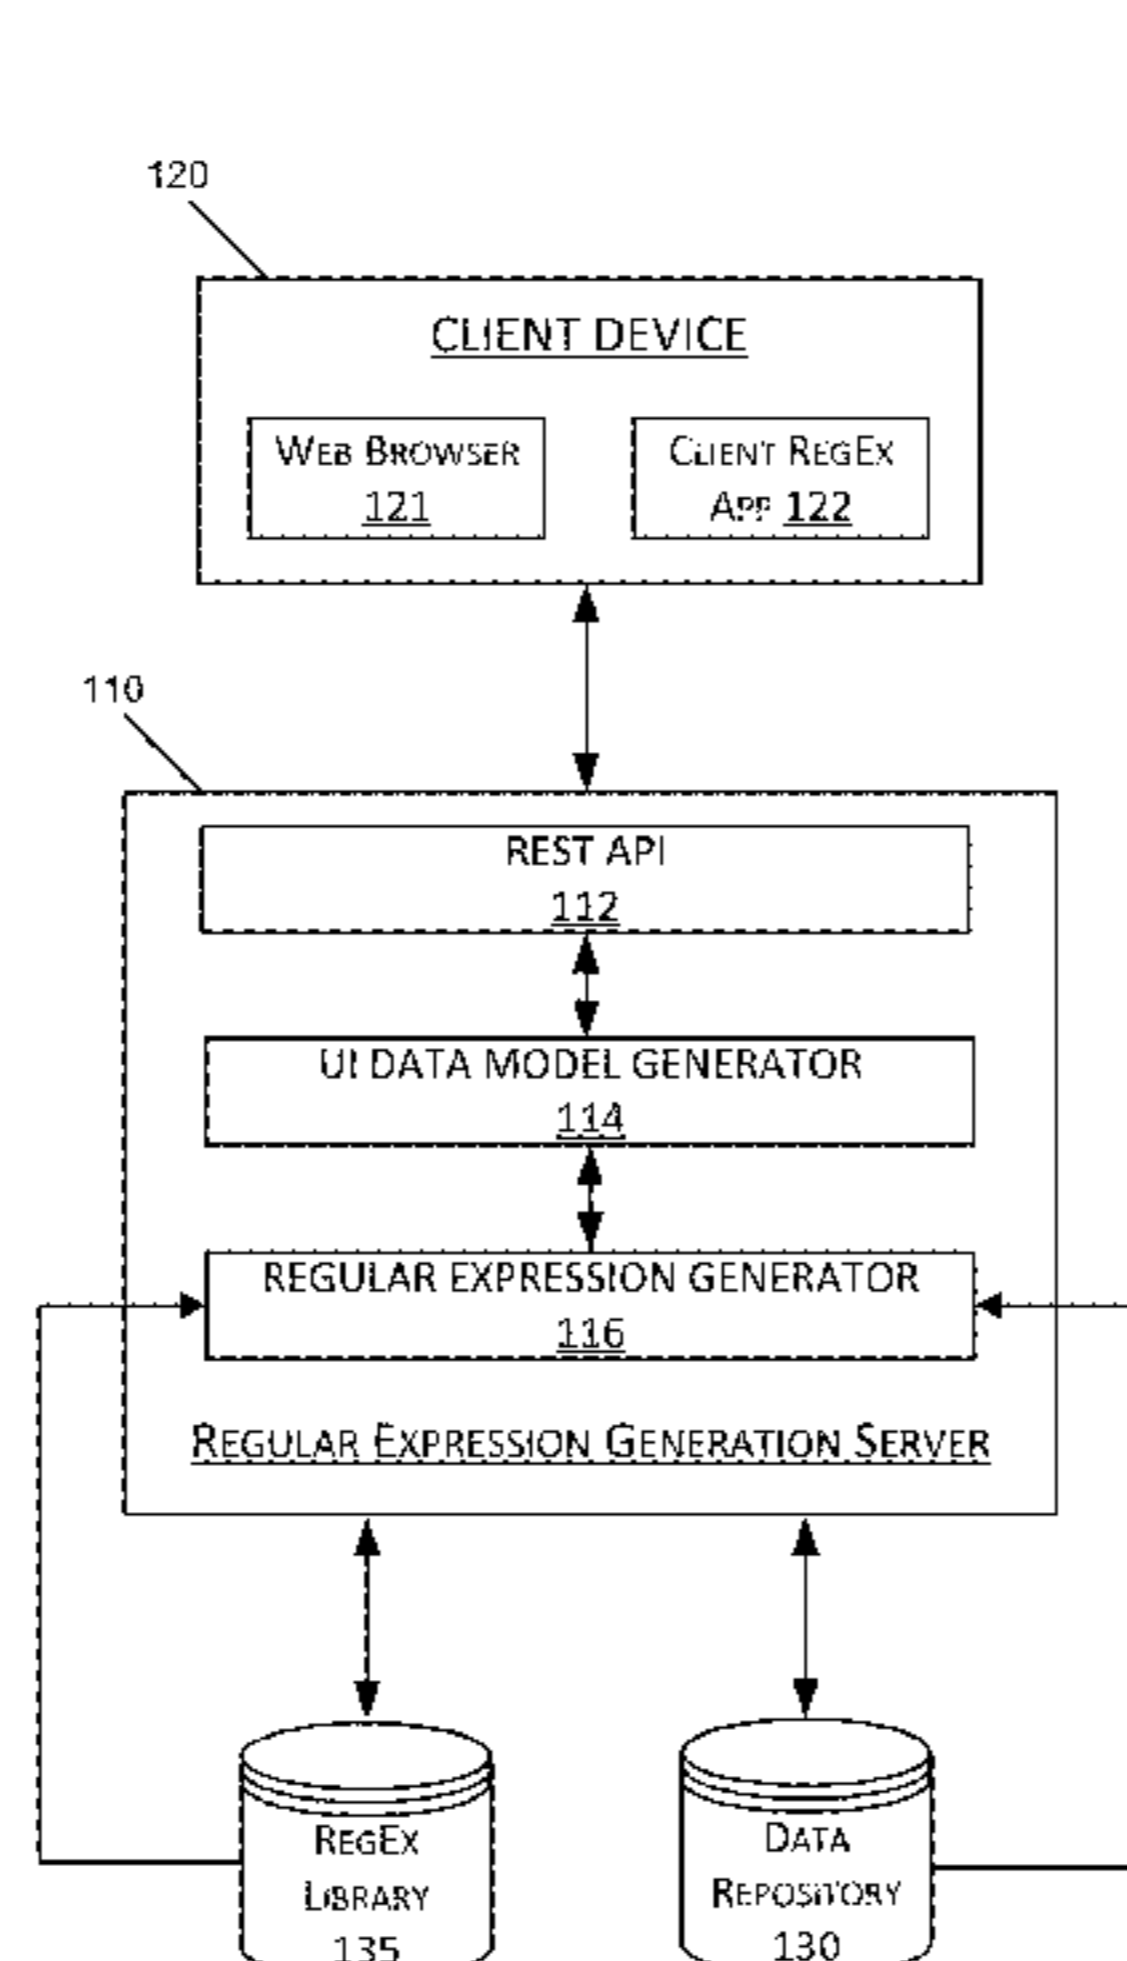 120
CLIENT DEVICE
WEB BROWSER
121
CLIENT REGEX
APP 122
110
REST API
112
UI DATA MODEL GENERATOR
114
REGULAR EXPRESSION GENERATOR
116
REGULAR EXPRESSION GENERATION SERVER
REGEX
LIBRARY
135
DATA
REPOSITORY
130